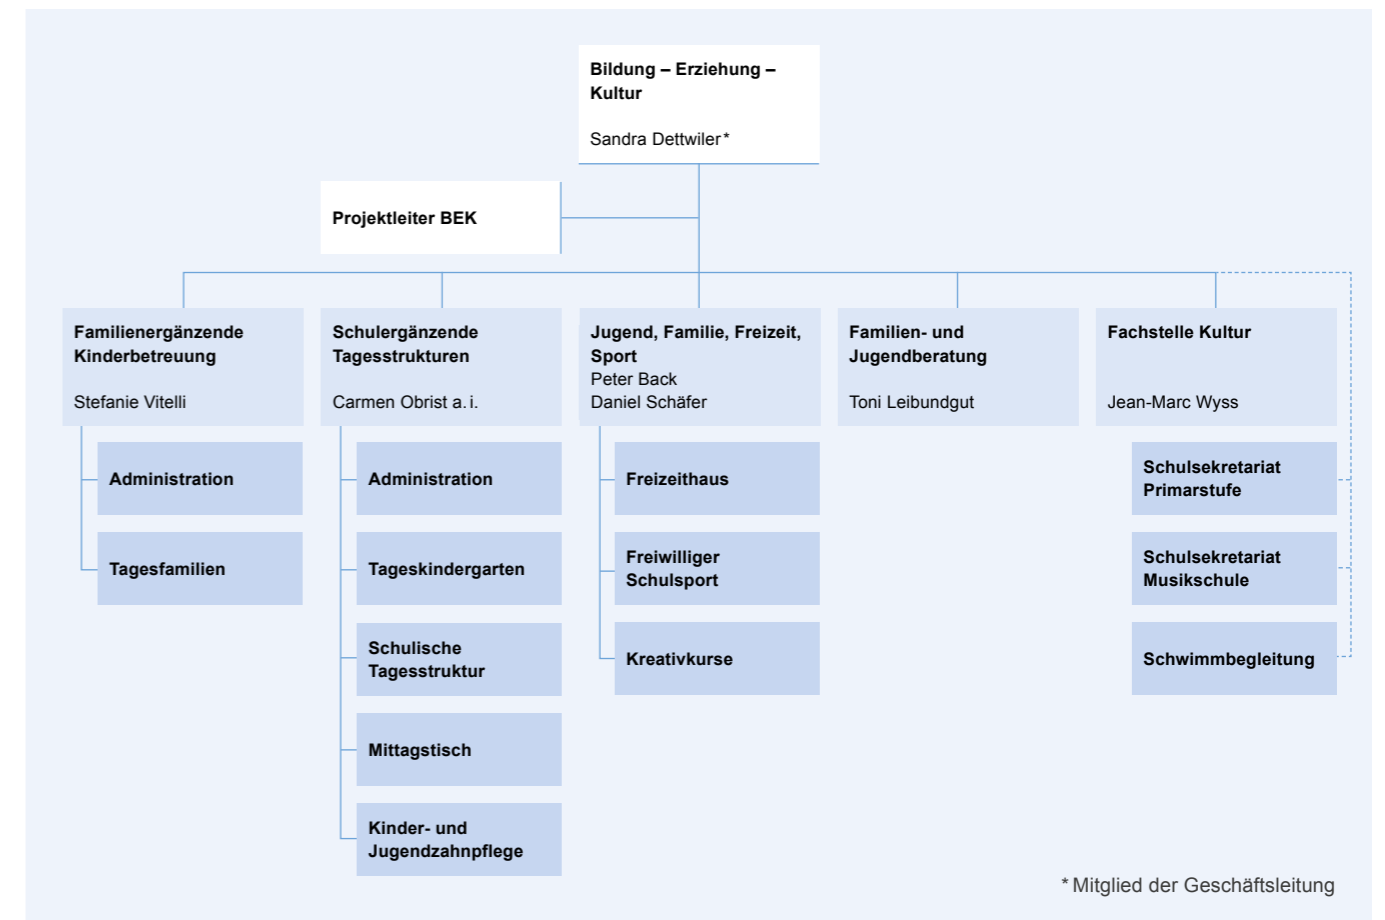 Bildung – Erziehung –
Kultur
Sandra Dettwiler*
Projektleiter BEK
Familienergänzende
Kinderbetreuung
Stefanie Vitelli
Schulergänzende
Tagesstrukturen
Carmen Obrist a.i.
Jugend, Familie, Freizeit,
Sport
Peter Back
Daniel Schäfer
Familien- und
Jugendberatung
Toni Leibundgut
Fachstelle Kultur
Jean-Marc Wyss
Administration
Tagesfamilien
Administration
Tageskindergarten
Schulische
Tagesstruktur
Mittagstisch
Kinder- und
Jugendzahnpflege
Freizeithaus
Freiwilliger
Schulsport
Kreativkurse
Schulsekretariat
Primarstufe
Schulsekretariat
Musikschule
Schwimmbegleitung
* Mitglied der Geschäftsleitung